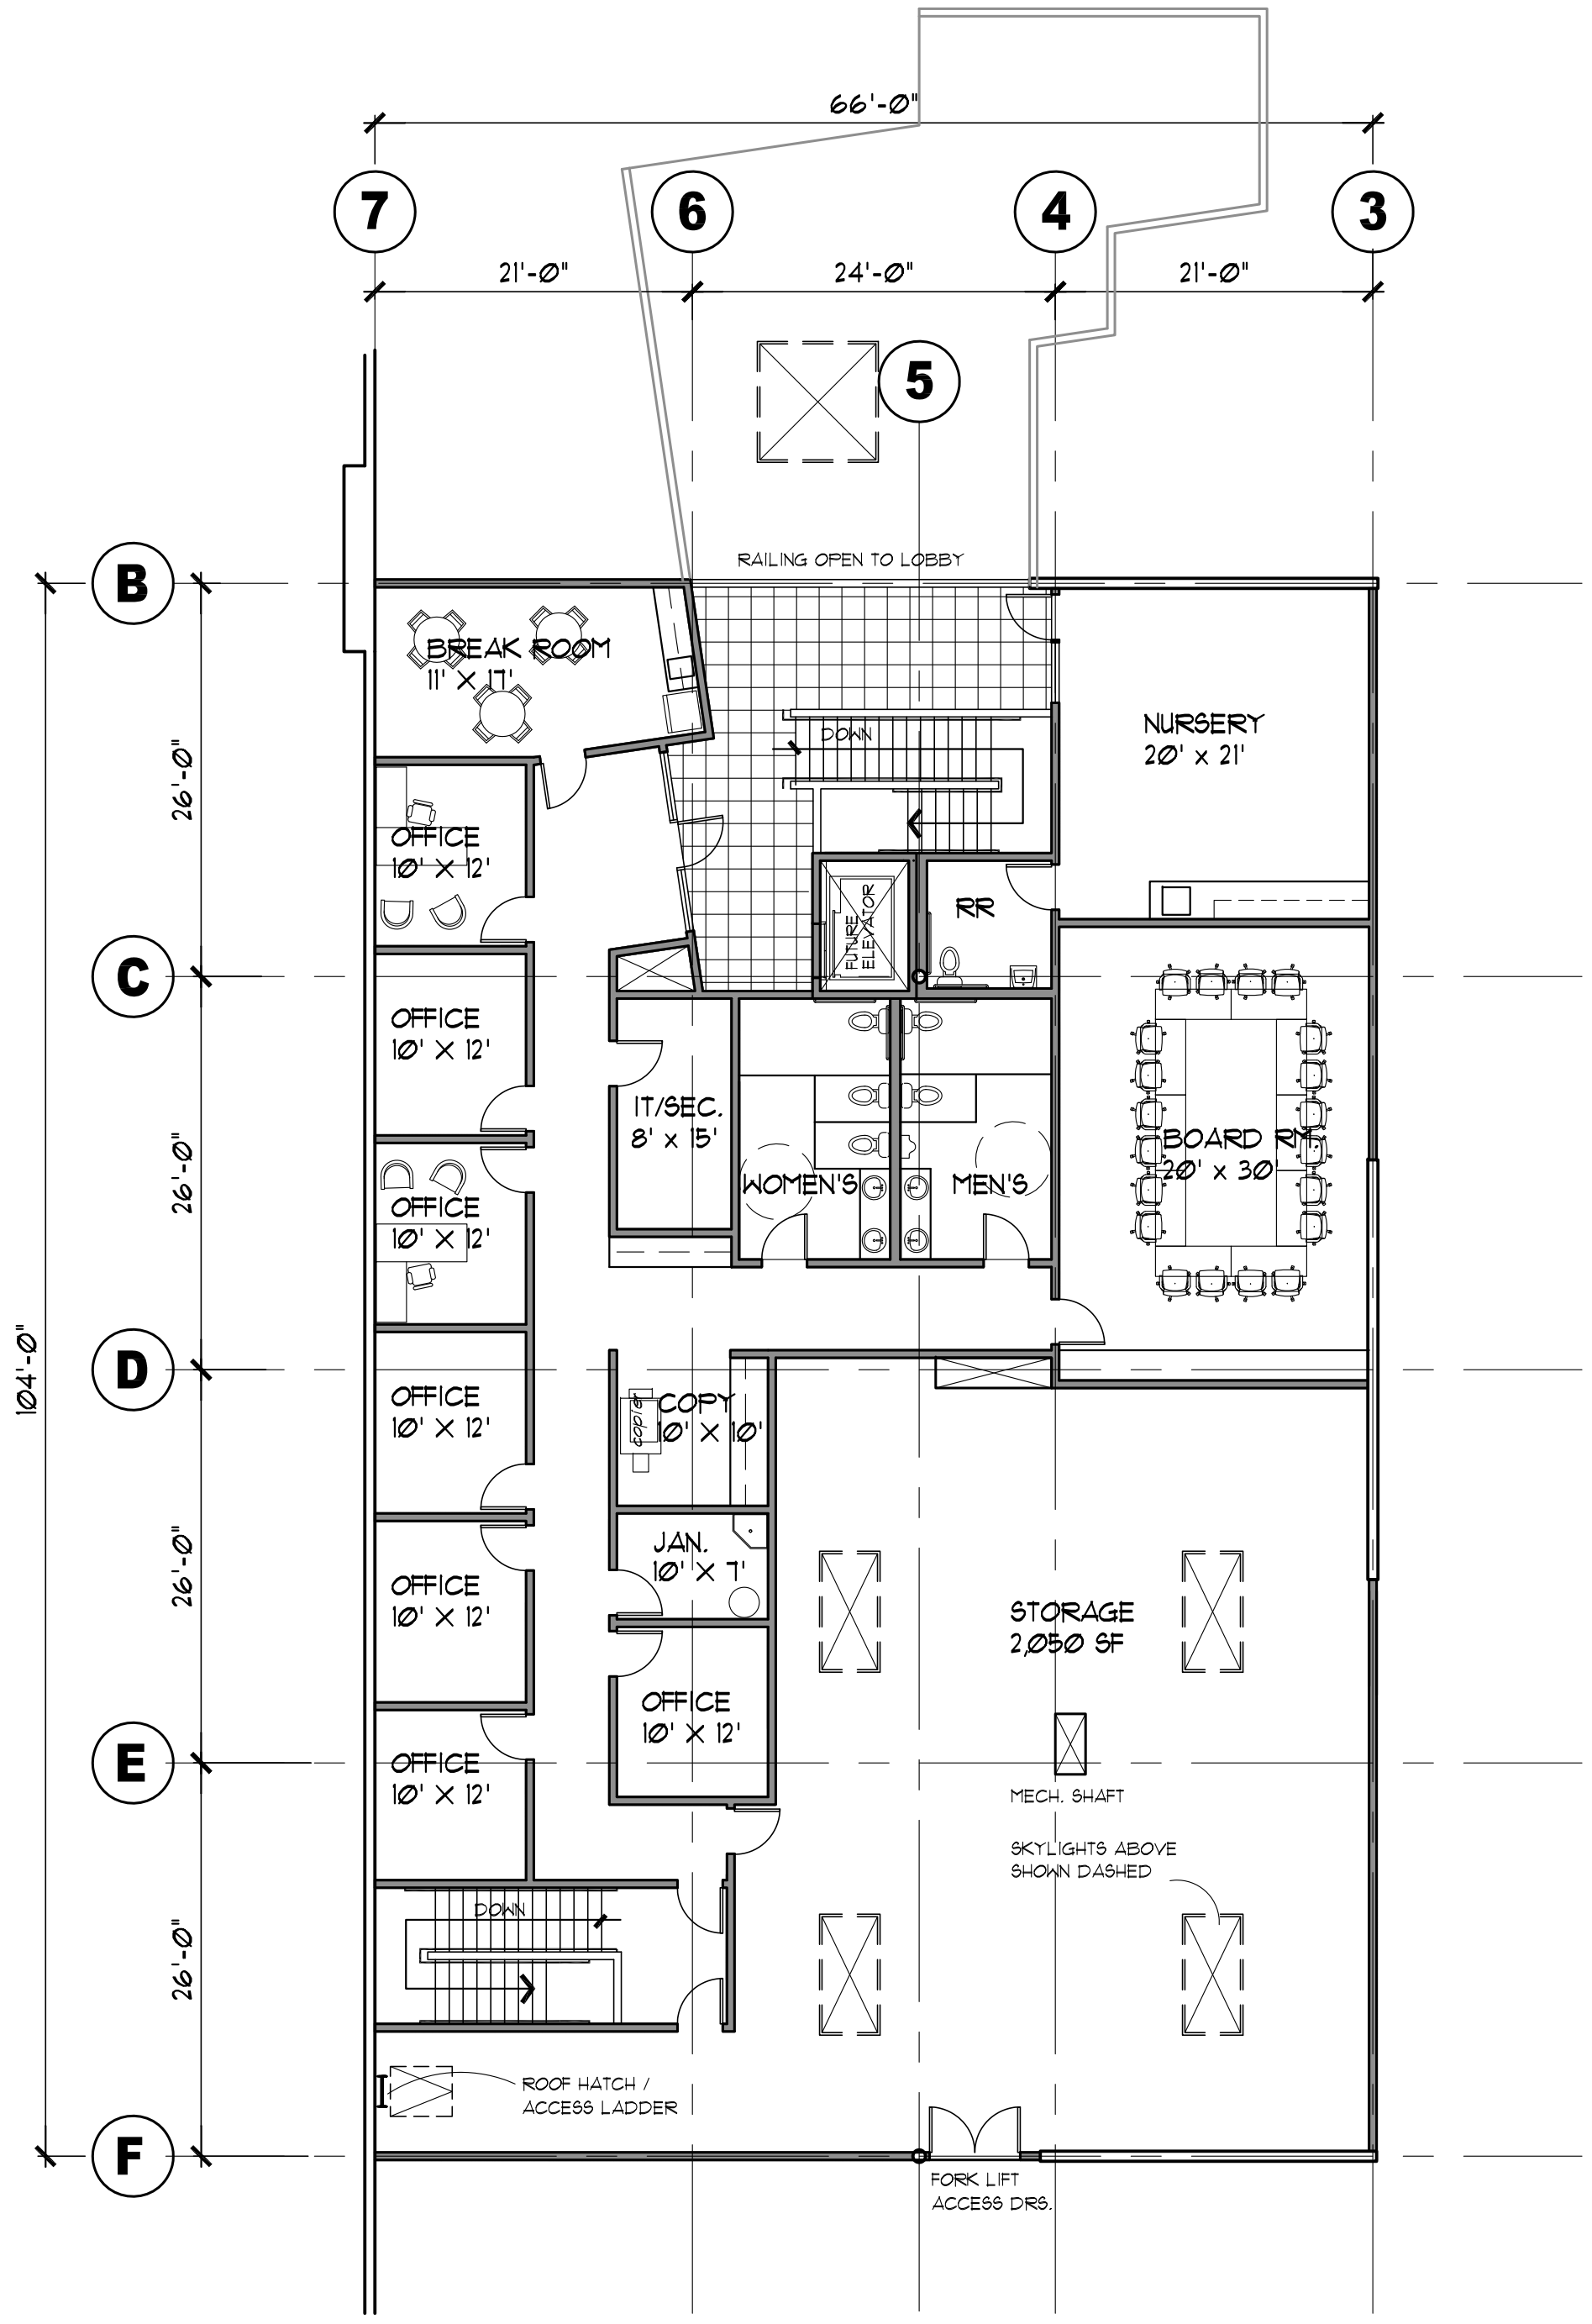 66'-0"
7
6
4
3
21'-0"
24'-0"
21'-0"
5
RAILING OPEN TO LOBBY
B
BREAK ROOM
11' X 17'
DOWN
NURSERY
20' x 21'
26'-0"
OFFICE
10' X 12'
RR
FUTURE
ELEVATOR
C
OFFICE
10' X 12'
IT/SEC.
8' x 15'
BOARD RM
20' x 30'
26'-0"
WOMEN'S
MEN'S
OFFICE
10' X 12'
104'-0"
D
OFFICE
10' X 12'
copier
COPY
10' X 10'
26'-0"
JAN.
10' X 7'
OFFICE
10' X 12'
STORAGE
2,050 SF
OFFICE
10' X 12'
E
OFFICE
10' X 12'
MECH. SHAFT
SKYLIGHTS ABOVE
SHOWN DASHED
DOWN
26'-0"
ROOF HATCH /
ACCESS LADDER
F
FORK LIFT
ACCESS DRS.